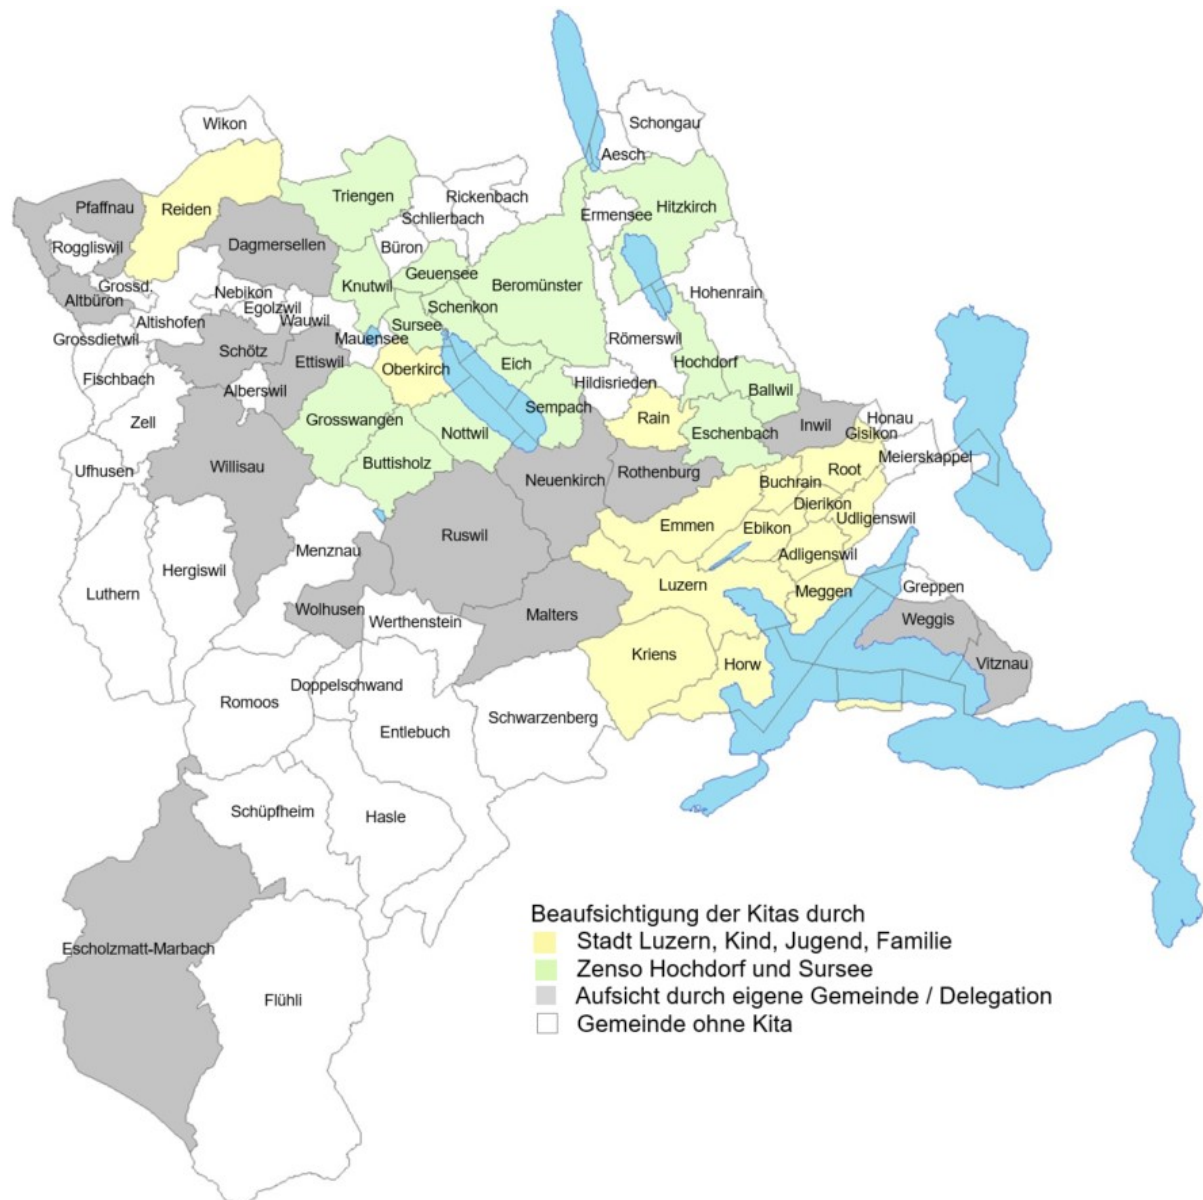 Schongau
Wikon
Aesch
Rickenbach
Triengen
Pfaffnau
Reiden
Hitzkirch
Ermensee
Schlierbach
Dagmersellen
Roggliswil
Büron
Geuensee
Beromünster
Knutwil
Grossd.
Nebikon
Hohenrain
Altbüron
Egolzwil
Schenkon
Wauwil
Altishofen
Sursee
Grossdietwil
Mauensee
Römerswil
Schötz
Ettiswil
Eich
Hochdorf
Oberkirch
Fischbach
Hildisrieden
Alberswil
Ballwil
Sempach
Zell
Grosswangen
Rain
Honau
Inwil
Nottwil
Eschenbach
Gisikon
Meierskappel
Buttisholz
Willisau
Ufhusen
Root
Rothenburg
Neuenkirch
Buchrain
Dierikon
Udligenswil
Emmen
Ebikon
Ruswil
Menznau
Adligenswil
Hergiswil
Luzern
Greppen
Meggen
Luthern
Wolhusen
Malters
Weggis
Werthenstein
Kriens
Horw
Vitznau
Doppelschwand
Romoos
Schwarzenberg
Entlebuch
Schüpfheim
Hasle
Escholzmatt-Marbach
Flühli
Beaufsichtigung der Kitas durch
Stadt Luzern, Kind, Jugend, Familie
Zenso Hochdorf und Sursee
Aufsicht durch eigene Gemeinde / Delegation
Gemeinde ohne Kita